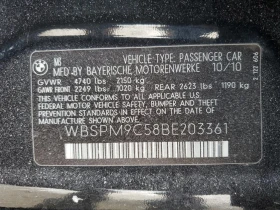 M3 VEHICLE TYPE: PASSENGER CAR
MFD BY BAYERISCHE MOTORENWERKE 10/10
GVWR 4740 lbs 2150 kg
GAWR FRONT 2249 lbs 1020 kg REAR 2623 lbs 1190 kg
WBSPM9C58BE203361
THIS VEHICLE CONFORMS TO ALL APPLICABLE
FEDERAL MOTOR VEHICLE SAFETY, BUMPER, AND
THEFT PREVENTION STANDARDS IN EFFECT ON THE
DATE OF MANUFACTURE SHOWN ABOVE.